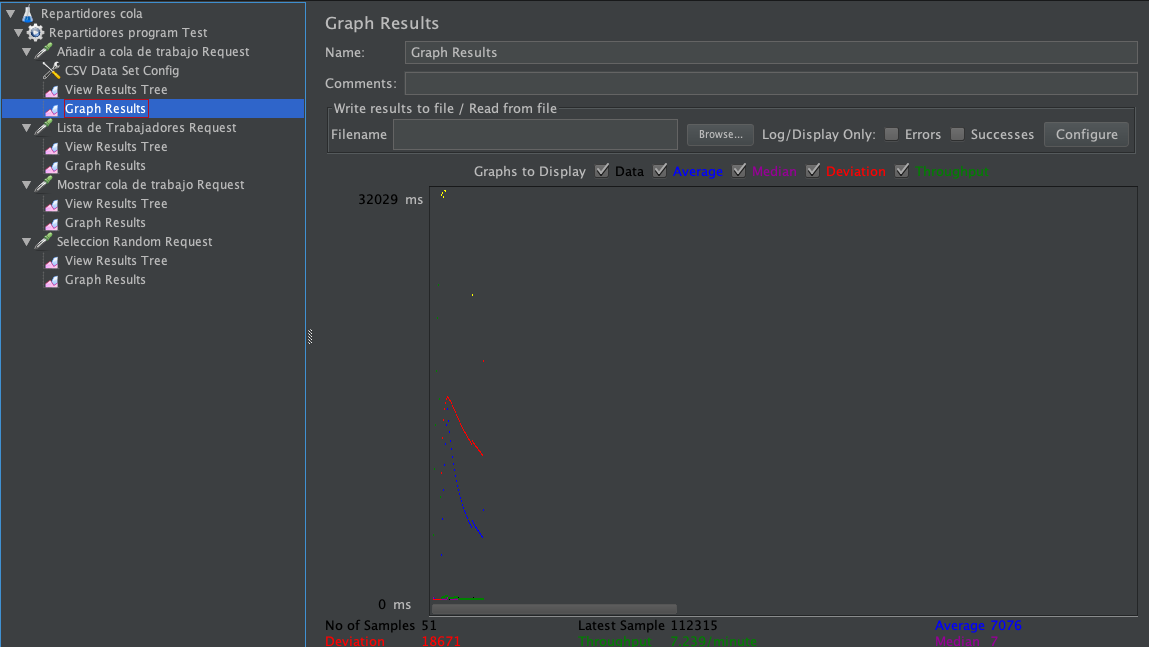 Repartidores cola
Repartidores program Test
Añadir a cola de trabajo Request
CSV Data Set Config
View Results Tree
Graph Results
Lista de Trabajadores Request
View Results Tree
Graph Results
Mostrar cola de trabajo Request
View Results Tree
Graph Results
Seleccion Random Request
View Results Tree
Graph Results
Graph Results
Name: Graph Results
Comments:
Write results to file / Read from file
Filename Browse... Log/Display Only: Errors Successes Configure
Graphs to Display Data Average Median Deviation Throughput
32029 ms
0 ms
No of Samples 51 Latest Sample 112315 Average 7076
Deviation 18671 Throughput 7.239/minute Median